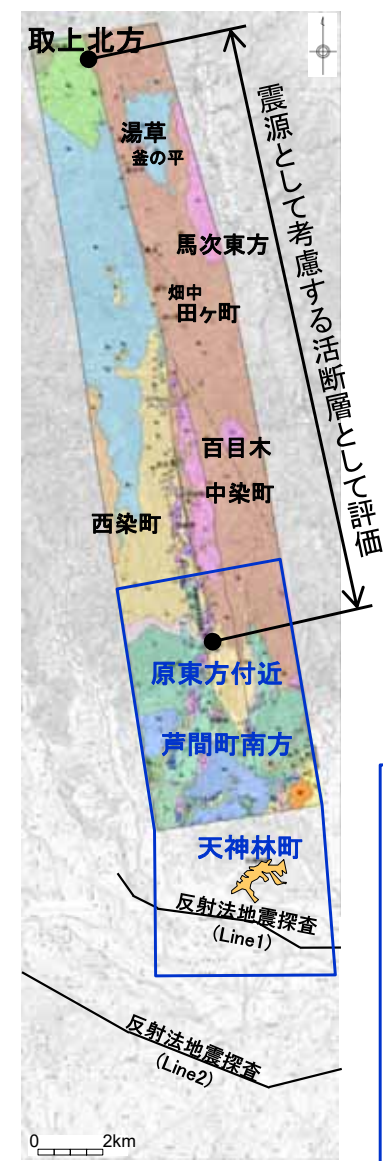 取上北方
湯草
釜の平
震源として考慮する活断層として評価
馬次東方
畑中
田ヶ町
百目木
中染町
西染町
原東方付近
芦間町南方
天神林町
反射法地震探査
(Line1)
反射法地震探査
(Line2)
0 2km